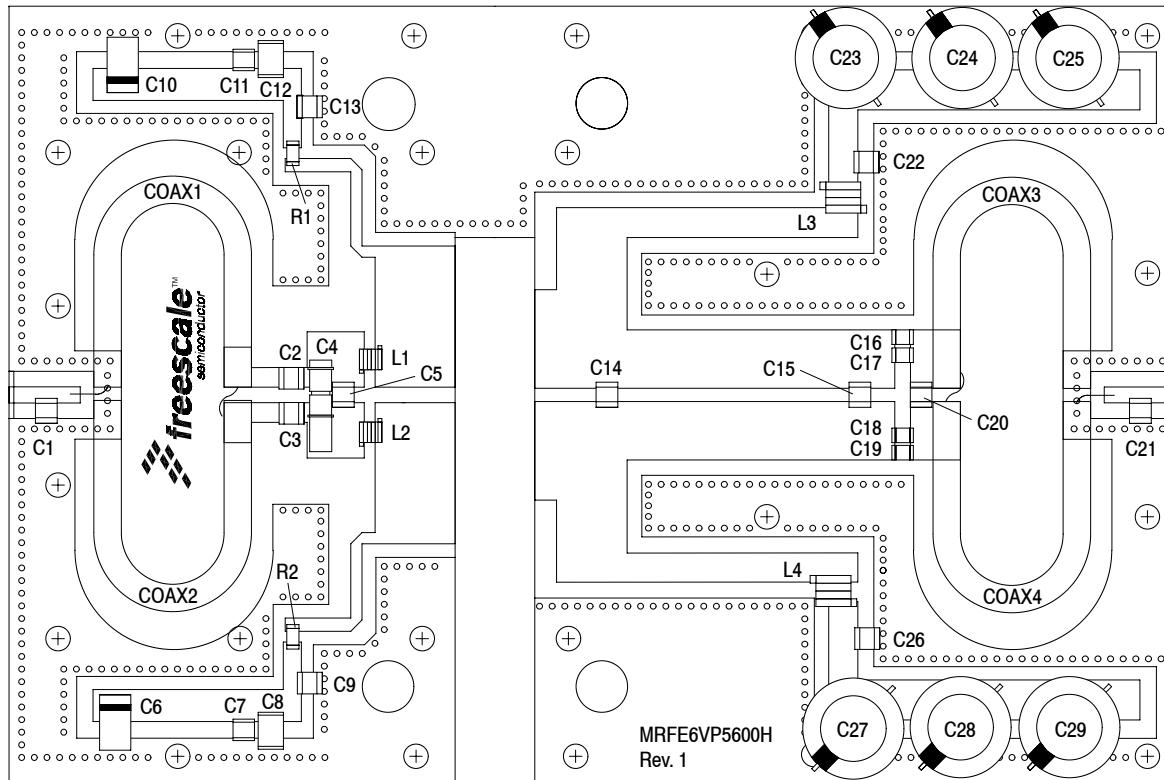 C23
C24
C25
C10
C11
C12
C13
C22
R1
COAX1
COAX3
L3
freescale™
semiconductor
C2
C4
L1
C5
C16
C17
C14
C15
C1
C3
L2
C18
C19
C20
C21
R2
L4
COAX2
COAX4
C26
C9
C6
C7
C8
MRFE6VP5600H
Rev. 1
C27
C28
C29